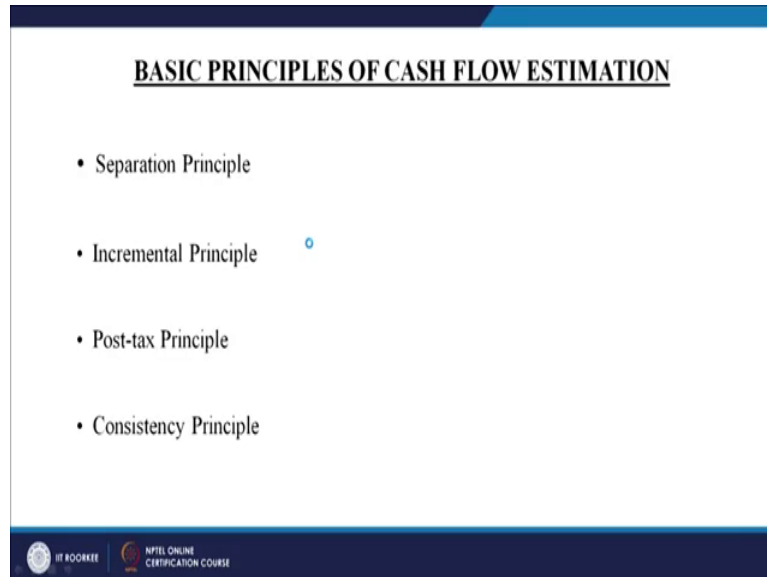 BASIC PRINCIPLES OF CASH FLOW ESTIMATION
• Separation Principle
• Incremental Principle
• Post-tax Principle
• Consistency Principle
IIT ROORKEE
NPTEL ONLINE
CERTIFICATION COURSE